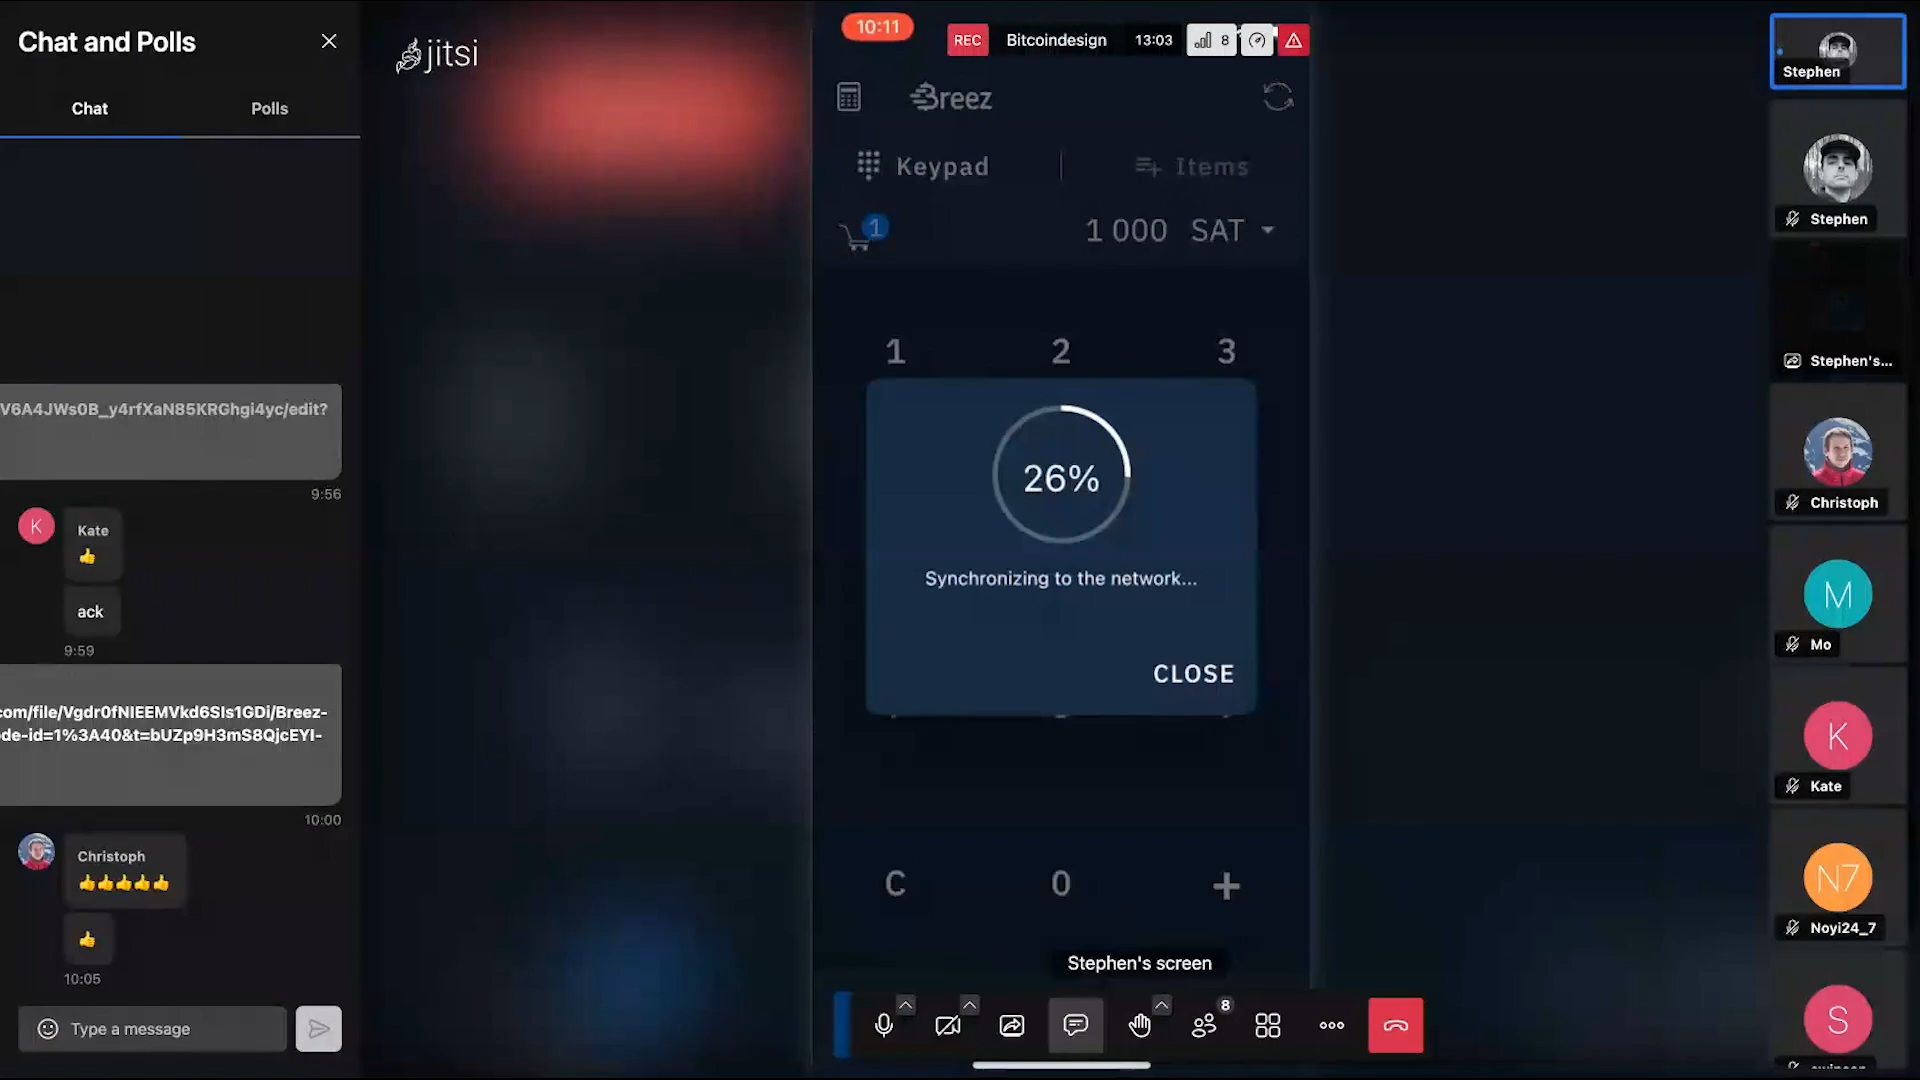 Chat and Polls
Chat
Polls
V6A4JWs0B_y4rfXaN85KRGhgi4yc/edit?
9:56
K
Kate
👍
ack
9:59
com/file/Vgdr0fNIEEMVkd6SIs1GDi/Breez-
de-id=1%3A40&t=bUZp9H3mS8QjcEYI-
10:00
Christoph
👍👍👍👍👍
👍
10:05
Type a message
jitsi
10:11
REC
Bitcoindesign
13:03
8
Breez
Keypad
Items
1
1 000 SAT
1 2 3
26%
Synchronizing to the network...
CLOSE
C 0 +
Stephen's screen
8
Stephen
Stephen
Stephen's...
Christoph
M
Mo
K
Kate
N7
Noyi24_7
S